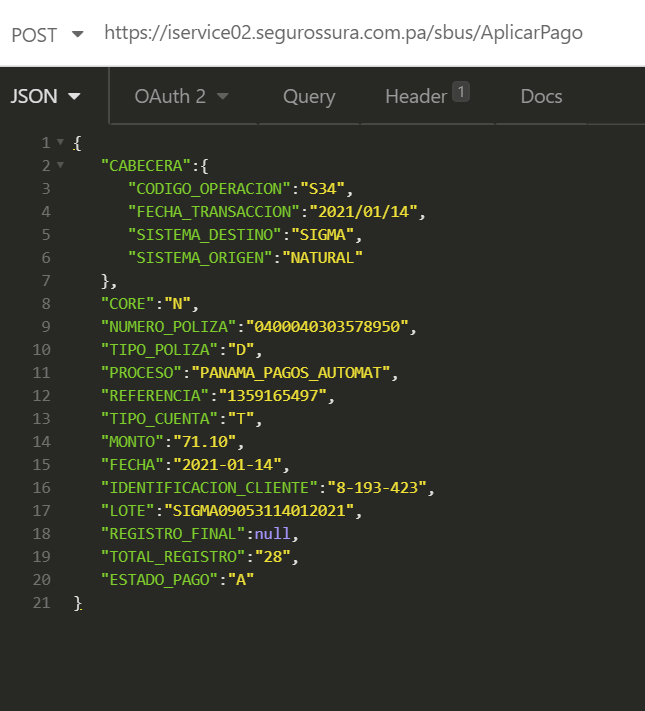 POST https://iservice02.segurossura.com.pa/sbus/AplicarPago
JSON OAuth 2 Query Header 1 Docs
1 {
2 "CABECERA":{
3 "CODIGO_OPERACION":"S34",
4 "FECHA_TRANSACCION":"2021/01/14",
5 "SISTEMA_DESTINO":"SIGMA",
6 "SISTEMA_ORIGEN":"NATURAL"
7 },
8 "CORE":"N",
9 "NUMERO_POLIZA":"0400040303578950",
10 "TIPO_POLIZA":"D",
11 "PROCESO":"PANAMA_PAGOS_AUTOMAT",
12 "REFERENCIA":"1359165497",
13 "TIPO_CUENTA":"T",
14 "MONTO":"71.10",
15 "FECHA":"2021-01-14",
16 "IDENTIFICACION_CLIENTE":"8-193-423",
17 "LOTE":"SIGMA09053114012021",
18 "REGISTRO_FINAL":null,
19 "TOTAL_REGISTRO":"28",
20 "ESTADO_PAGO":"A"
21 }